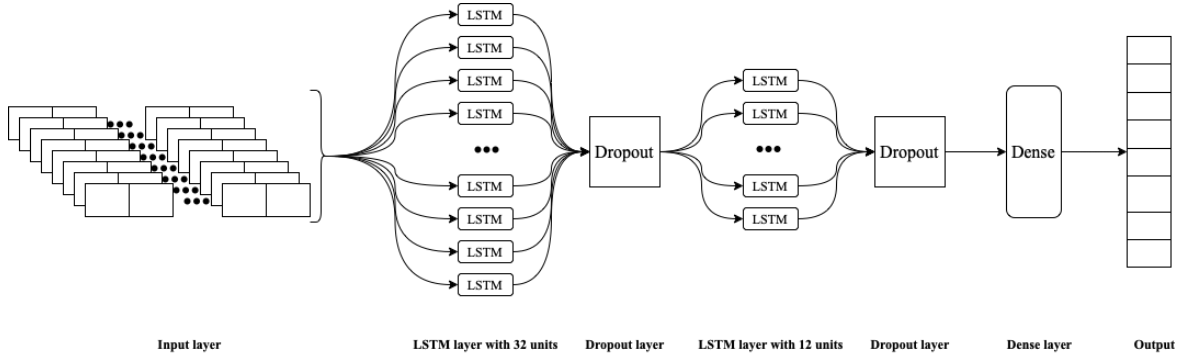 LSTM
LSTM
LSTM
LSTM
LSTM
LSTM
LSTM
LSTM
Dropout
LSTM
LSTM
LSTM
LSTM
Dropout
Dense
Input layer
LSTM layer with 32 units
Dropout layer
LSTM layer with 12 units
Dropout layer
Dense layer
Output